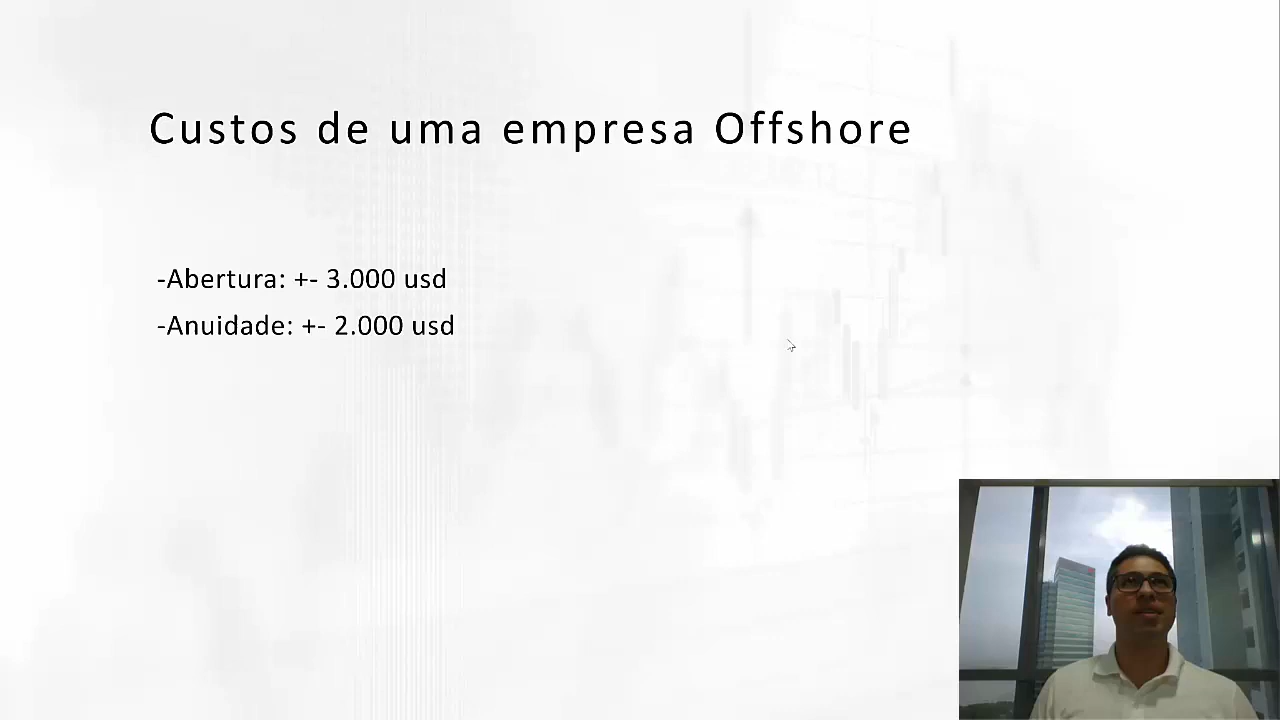 Custos de uma empresa Offshore
-Abertura: +- 3.000 usd
-Anuidade: +- 2.000 usd